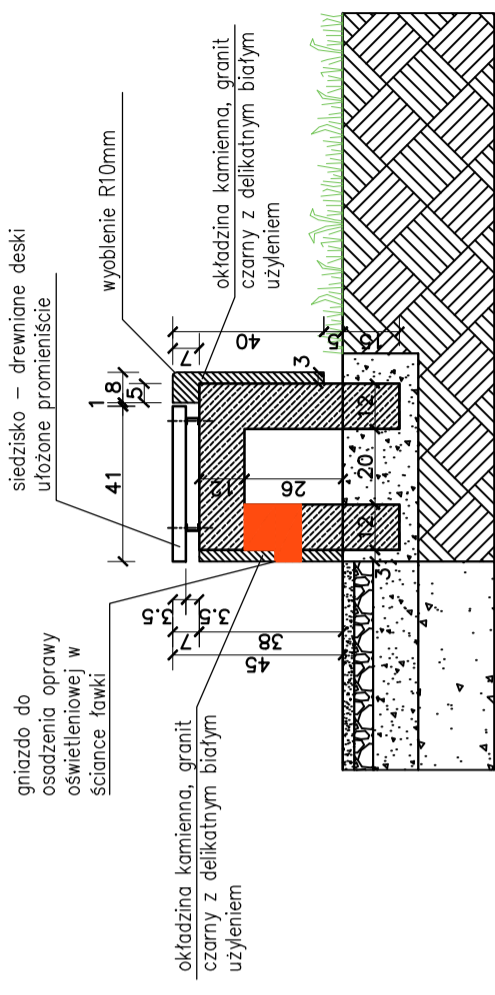 siedzisko – drewniane deski
ułożone promieniście
wyoblenie R10mm
okładzina kamienna, granit
czarny z delikatnym białym
użyleniem
gniazdo do
osadzenia oprawy
oświetleniowej w
ściance ławki
okładzina kamienna, granit
czarny z delikatnym białym
użyleniem
41
1
8
5
7
40
5
15
3
12
26
12
20
12
3
3.5
3.5
7
38
45